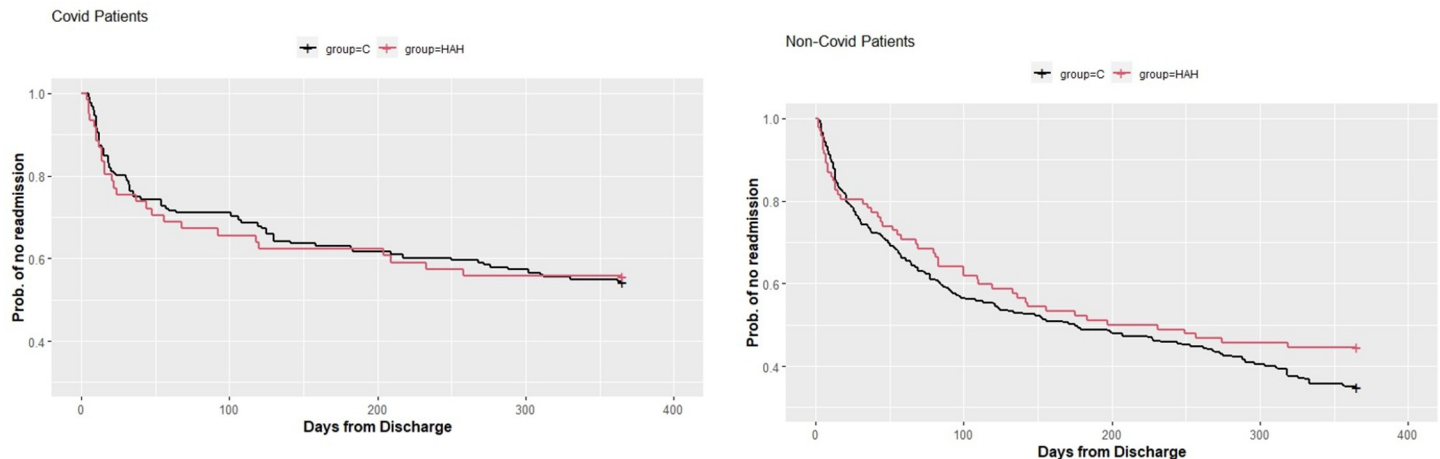 Covid Patients
group=C group=HAH
Prob. of no readmission
1.0
0.8
0.6
0.4
0 100 200 300 400
Days from Discharge
Non-Covid Patients
group=C group=HAH
Prob. of no readmission
1.0
0.8
0.6
0.4
0 100 200 300 400
Days from Discharge